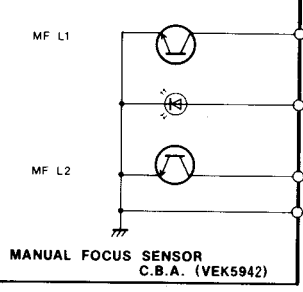 MF L1
MF L2
MANUAL FOCUS SENSOR
C.B.A. (VEK5942)